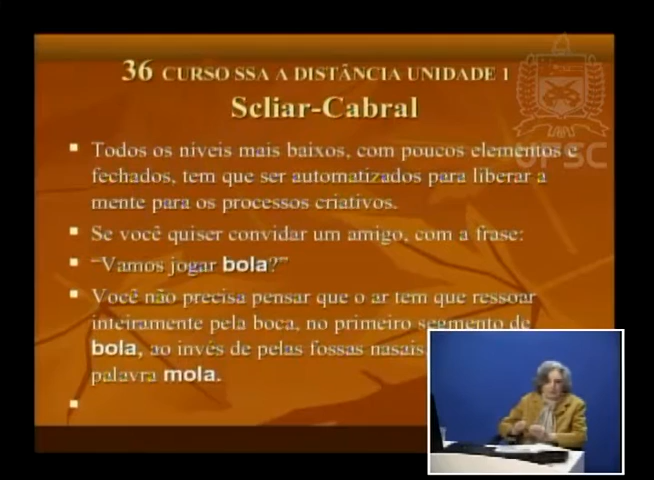 36 CURSO SSA A DISTÂNCIA UNIDADE 1
Scliar-Cabral
Todos os níveis mais baixos, com poucos elementos e
fechados, tem que ser automatizados para liberar a
mente para os processos criativos.
Se você quiser convidar um amigo, com a frase:
“Vamos jogar bola?”
Você não precisa pensar que o ar tem que ressoar
inteiramente pela boca, no primeiro segmento de
bola, ao invés de pelas fossas nasais,
palavra mola.
UFSC